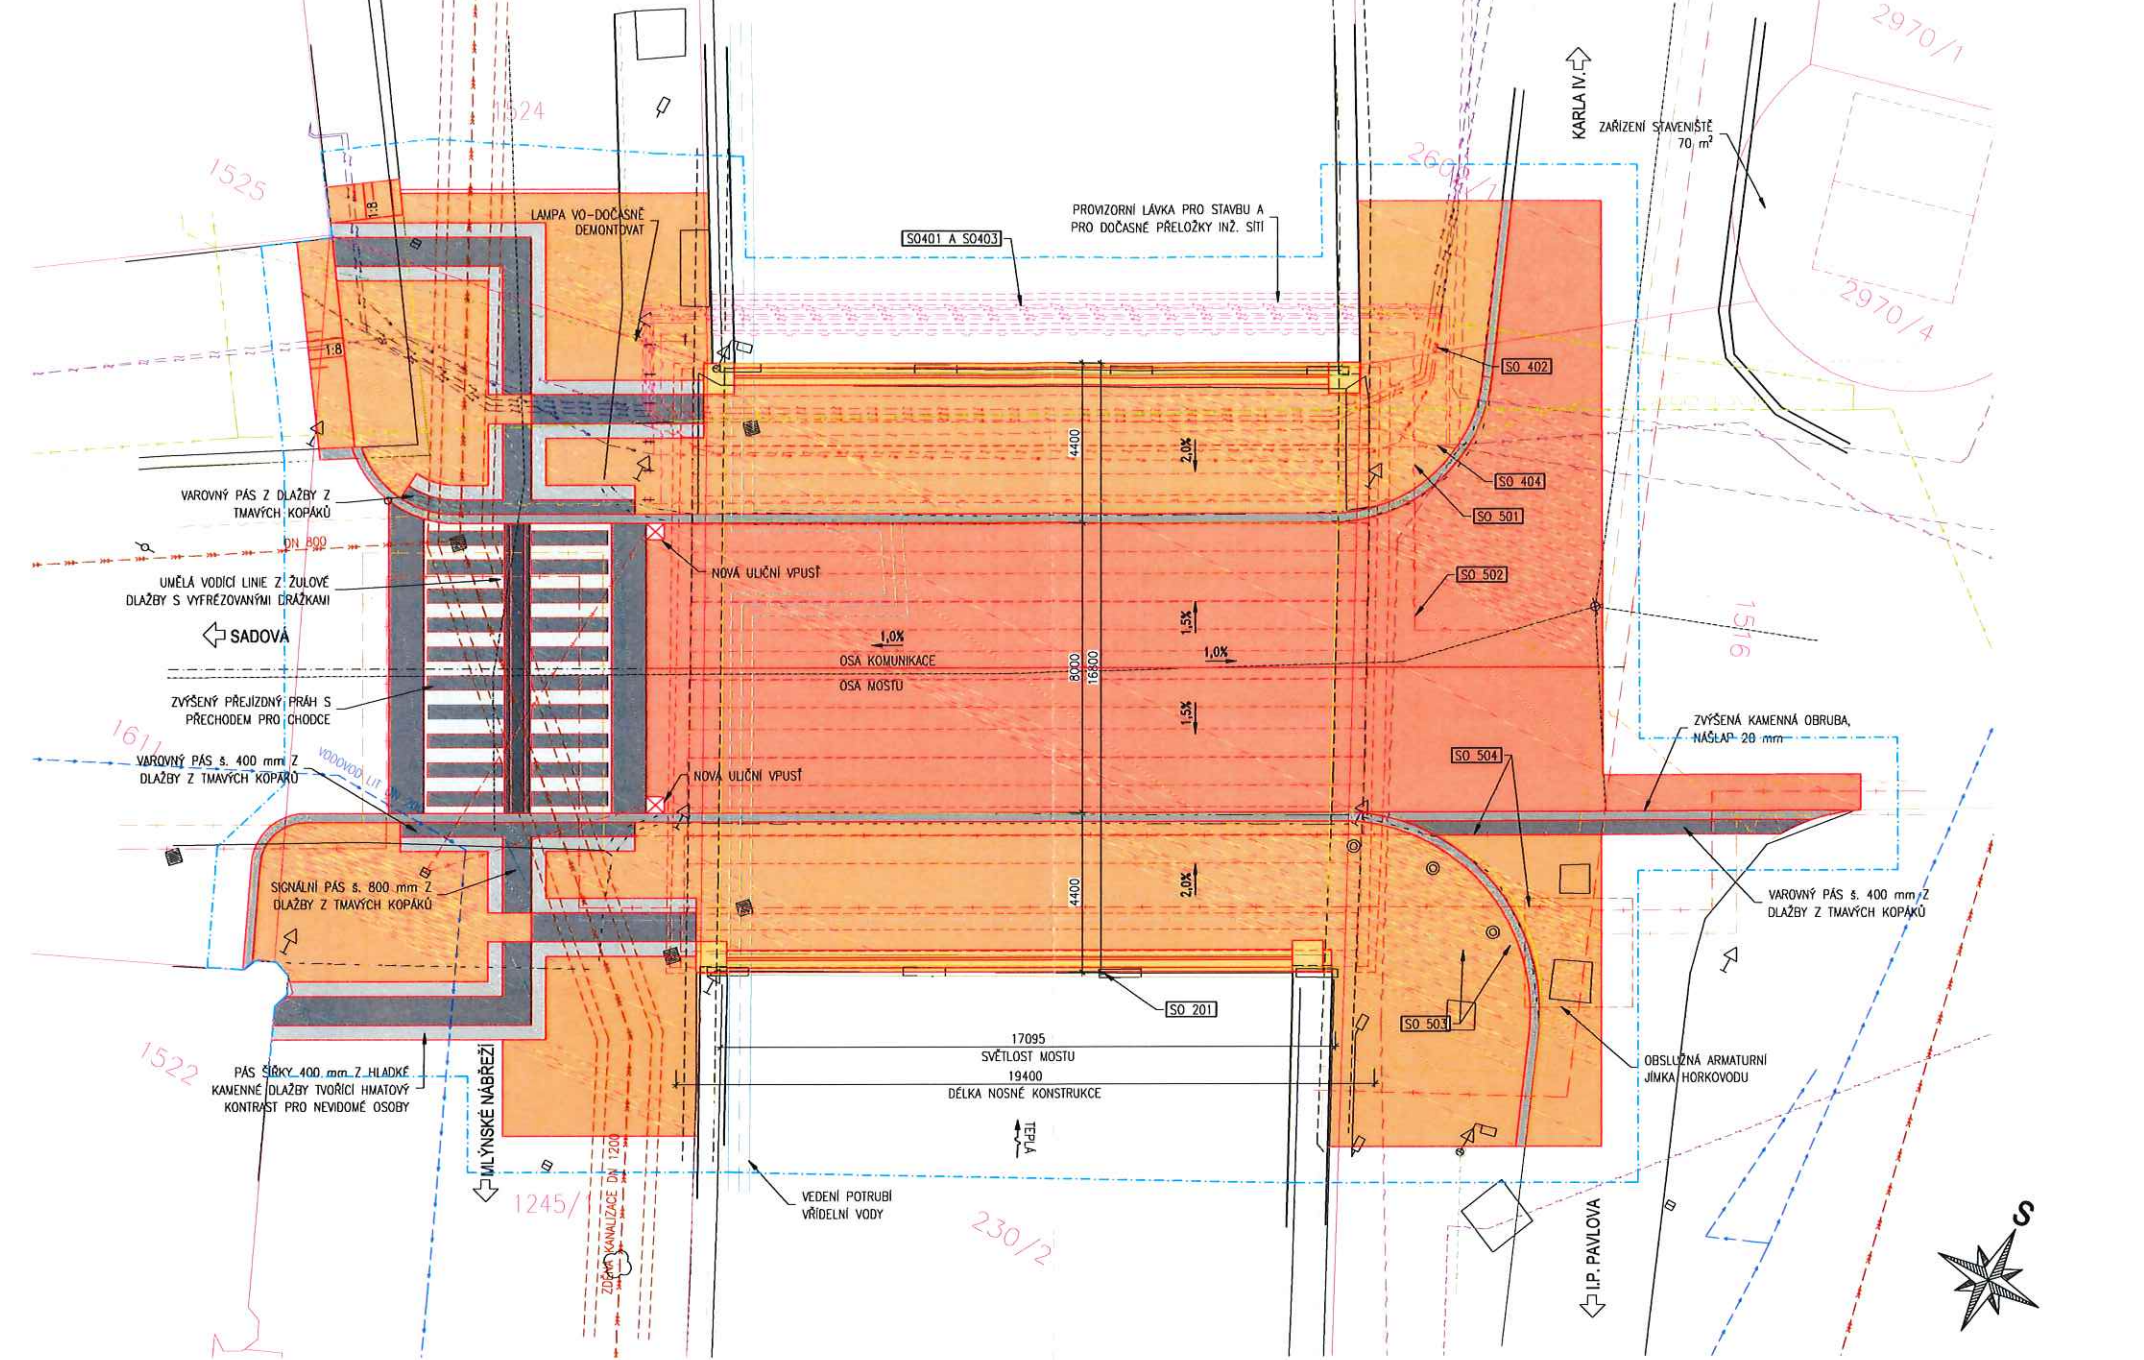 2970/1
KARLA IV.
ZAŘÍZENÍ STAVENIŠTĚ
70 m²
1524
1525
1:8
LAMPA VO-DOČASNĚ
DEMONTOVAT
SO401 A SO403
PROVIZORNÍ LÁVKA PRO STAVBU A
PRO DOČASNÉ PŘELOŽKY INŽ. SÍTÍ
2970/4
1:8
SO 402
4400
2,0%
SO 404
SO 501
VAROVNÝ PÁS Z DLAŽBY Z
TMAVÝCH KOPÁKŮ
DN 800
NOVÁ ULIČNÍ VPUSŤ
SO 502
UMĚLÁ VODÍCÍ LINIE Z ŽULOVÉ
DLAŽBY S VYFRÉZOVANÝMI DRÁŽKAMI
SADOVÁ
1,0%
1,5%
1516
OSA KOMUNIKACE
1,0%
8000
16800
OSA MOSTU
ZVÝŠENÝ PŘEJÍZDNÝ PRÁH S
PŘECHODEM PRO CHODCE
1,5%
ZVÝŠENÁ KAMENNÁ OBRUBA,
NÁŠLAP 20 mm
1611
VAROVNÝ PÁS š. 400 mm Z
DLAŽBY Z TMAVÝCH KOPÁKŮ
VODOVOD LIT DN 200
NOVÁ ULIČNÍ VPUSŤ
SO 504
SIGNÁLNÍ PÁS š. 800 mm Z
DLAŽBY Z TMAVÝCH KOPÁKŮ
4400
2,0%
VAROVNÝ PÁS š. 400 mm Z
DLAŽBY Z TMAVÝCH KOPÁKŮ
SO 201
SO 503
17095
SVĚTLOST MOSTU
19400
DÉLKA NOSNÉ KONSTRUKCE
OBSLUŽNÁ ARMATURNÍ
JÍMKA HORKOVODU
1522
PÁS ŠÍŘKY 400 mm Z HLADKÉ
KAMENNÉ DLAŽBY TVOŘÍCÍ HMATOVÝ
KONTRAST PRO NEVIDOMÉ OSOBY
MLÝNSKÉ NÁBŘEŽÍ
TEPLÁ
ZDĚNÁ KANALIZACE DN 1200
1245/
VEDENÍ POTRUBÍ
VŘÍDELNÍ VODY
230/2
I.P. PAVLOVA
S